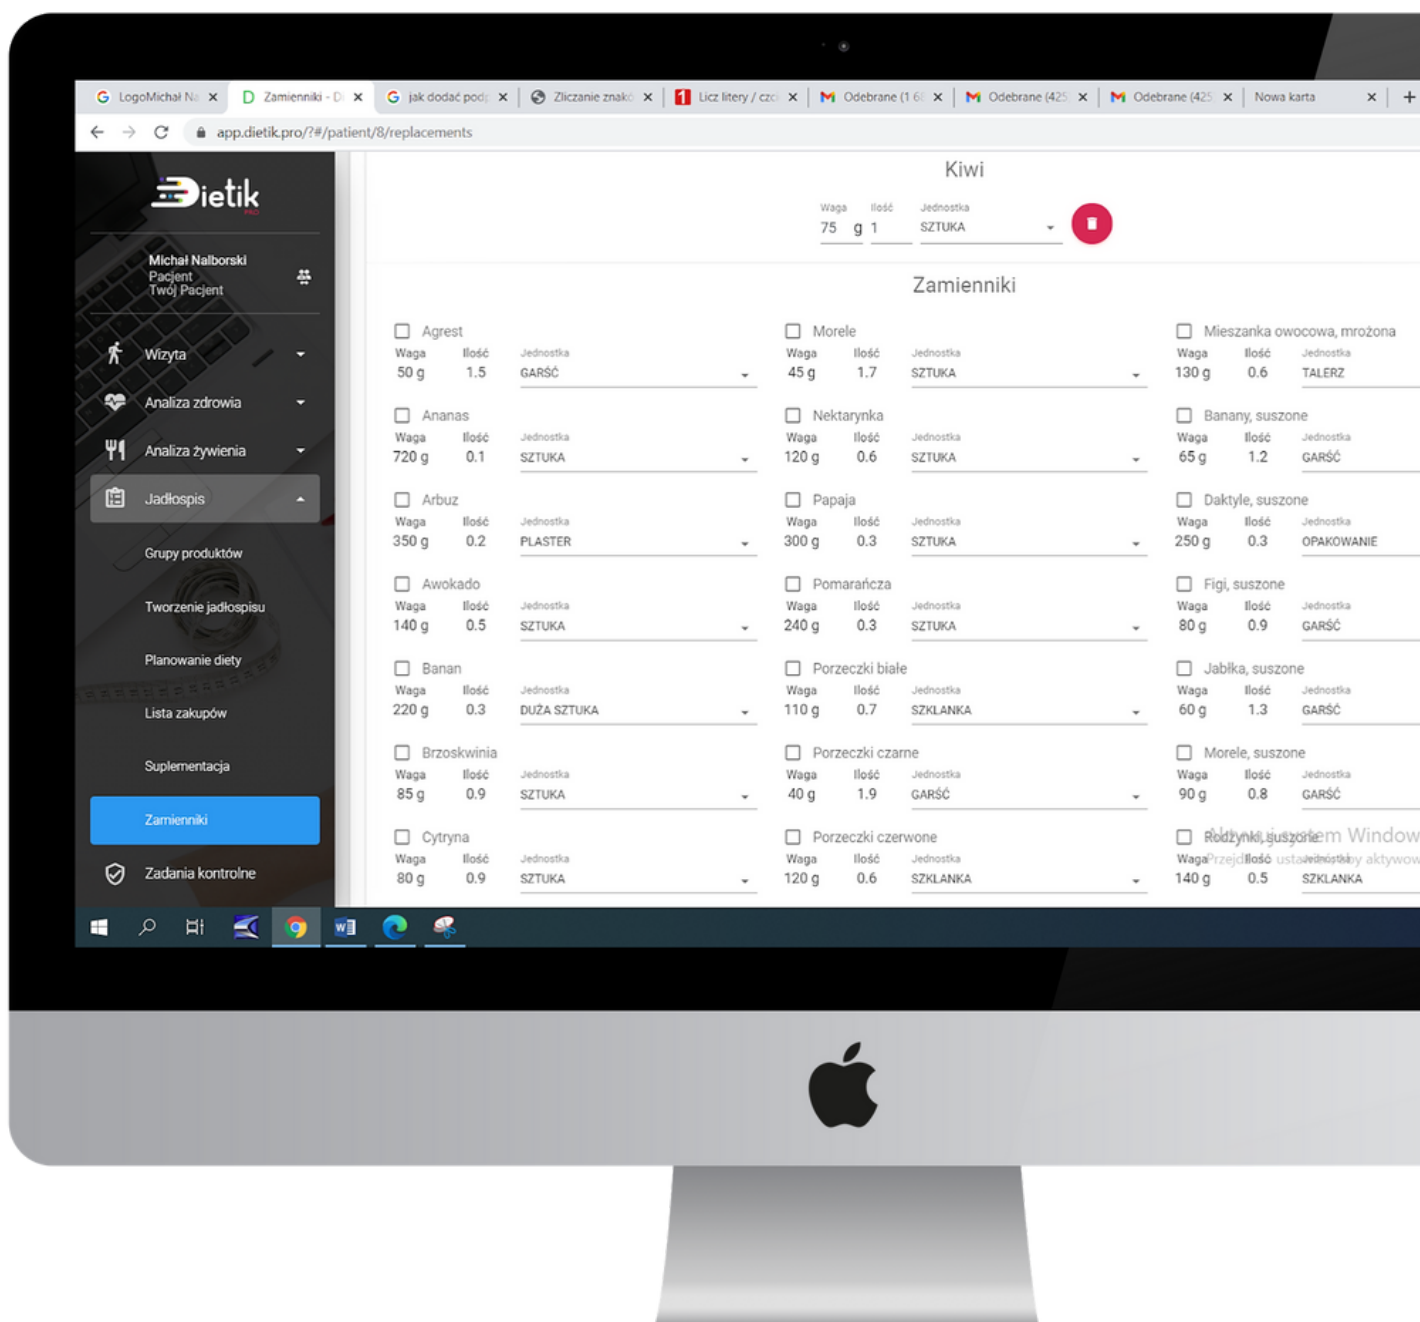 LogoMichał Na
Zamienniki - D
jak dodać podp
Zliczanie znakó
1 Licz litery / czci
Odebrane (1 6
Odebrane (425
Odebrane (425
Nowa karta
app.dietik.pro/?#/patient/8/replacements
Dietik
PRO
Michał Nalborski
Pacjent
Twój Pacjent
Wizyta
Analiza zdrowia
Analiza żywienia
Jadłospis
Grupy produktów
Tworzenie jadłospisu
Planowanie diety
Lista zakupów
Suplementacja
Zamienniki
Zadania kontrolne
Kiwi
Waga Ilość Jednostka
75 g 1 SZTUKA
Zamienniki
Agrest
Waga Ilość Jednostka
50 g 1.5 GARŚĆ
Ananas
Waga Ilość Jednostka
720 g 0.1 SZTUKA
Arbuz
Waga Ilość Jednostka
350 g 0.2 PLASTER
Awokado
Waga Ilość Jednostka
140 g 0.5 SZTUKA
Banan
Waga Ilość Jednostka
220 g 0.3 DUŻA SZTUKA
Brzoskwinia
Waga Ilość Jednostka
85 g 0.9 SZTUKA
Cytryna
Waga Ilość Jednostka
80 g 0.9 SZTUKA
Morele
Waga Ilość Jednostka
45 g 1.7 SZTUKA
Nektarynka
Waga Ilość Jednostka
120 g 0.6 SZTUKA
Papaja
Waga Ilość Jednostka
300 g 0.3 SZTUKA
Pomarańcza
Waga Ilość Jednostka
240 g 0.3 SZTUKA
Porzeczki białe
Waga Ilość Jednostka
110 g 0.7 SZKLANKA
Porzeczki czarne
Waga Ilość Jednostka
40 g 1.9 GARŚĆ
Porzeczki czerwone
Waga Ilość Jednostka
120 g 0.6 SZKLANKA
Mieszanka owocowa, mrożona
Waga Ilość Jednostka
130 g 0.6 TALERZ
Banany, suszone
Waga Ilość Jednostka
65 g 1.2 GARŚĆ
Daktyle, suszone
Waga Ilość Jednostka
250 g 0.3 OPAKOWANIE
Figi, suszone
Waga Ilość Jednostka
80 g 0.9 GARŚĆ
Jabłka, suszone
Waga Ilość Jednostka
60 g 1.3 GARŚĆ
Morele, suszone
Waga Ilość Jednostka
90 g 0.8 GARŚĆ
Rodzynki, suszone
Waga Ilość Jednostka
140 g 0.5 SZKLANKA
system Window
aktywow